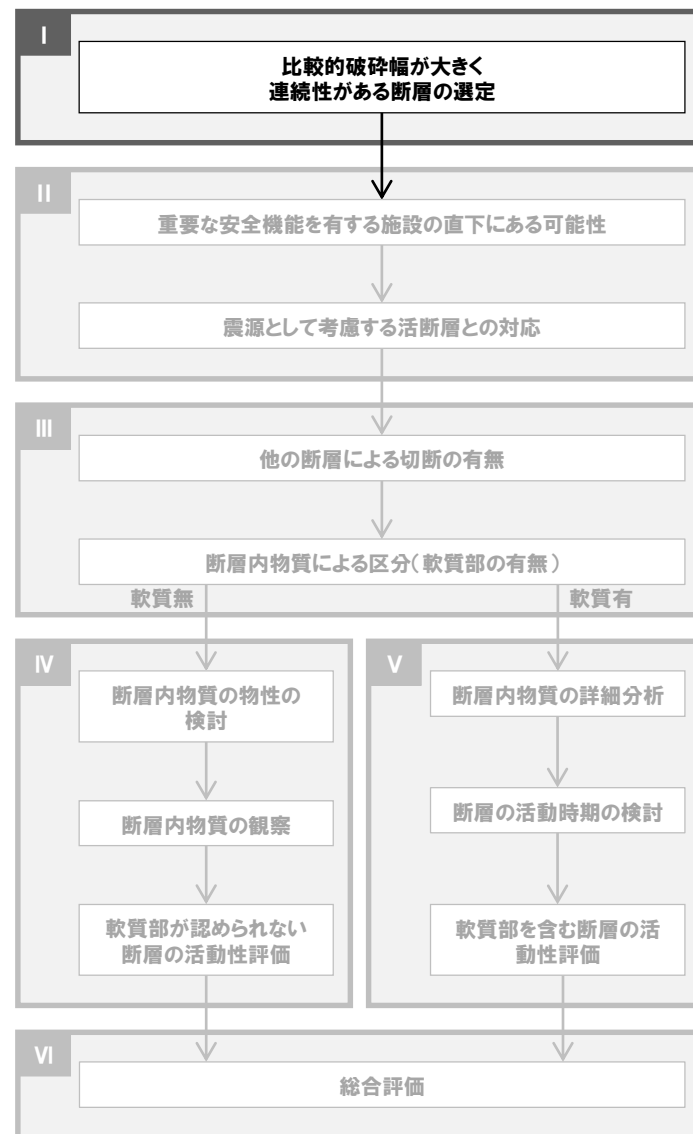 I
比較的破砕幅が大きく
連続性がある断層の選定
II
重要な安全機能を有する施設の直下にある可能性
震源として考慮する活断層との対応
III
他の断層による切断の有無
断層内物質による区分(軟質部の有無)
軟質無
軟質有
IV
断層内物質の物性の
検討
断層内物質の観察
軟質部が認められない
断層の活動性評価
V
断層内物質の詳細分析
断層の活動時期の検討
軟質部を含む断層の活
動性評価
VI
総合評価